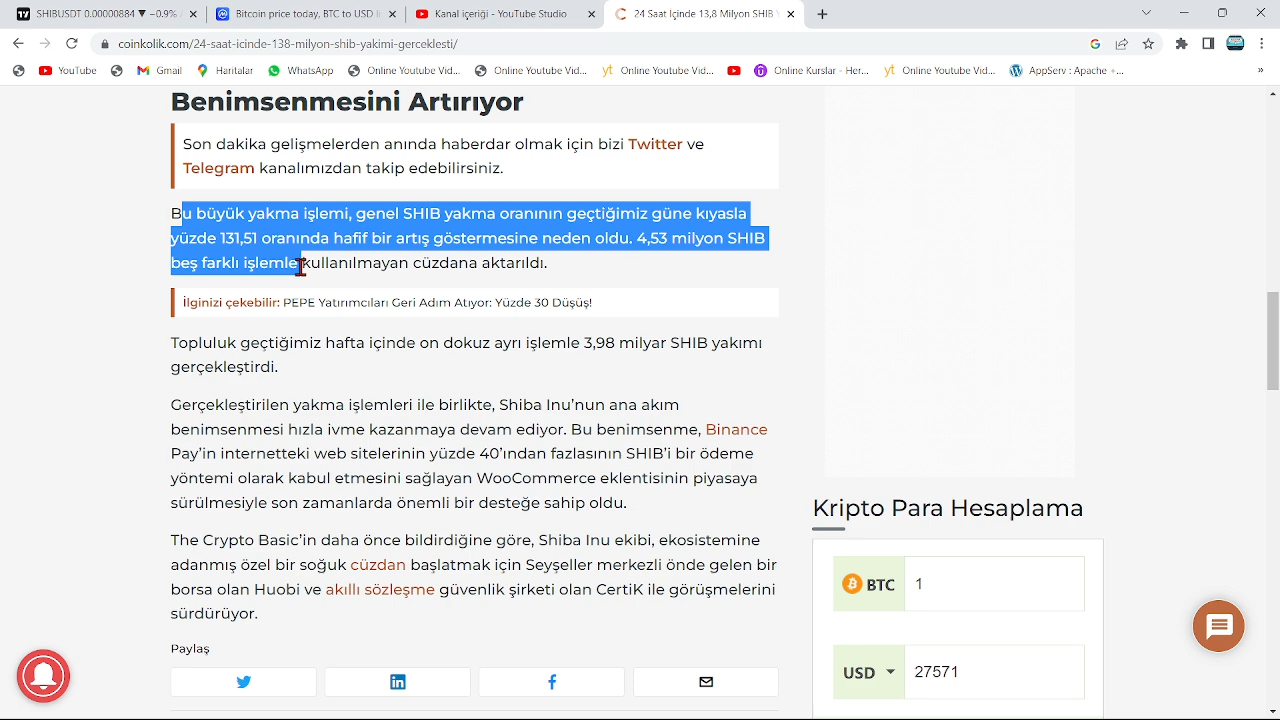 SHIBUSDT 0.00000884 ▼ −0.9%
Bitcoin price today, BTC to USD l
Kanal içeriği - YouTube Studio
24 Saat İçinde 13,8 Milyon SHIB
coinkolik.com/24-saat-icinde-138-milyon-shib-yakimi-gerceklesti/
YouTube
Gmail
Haritalar
WhatsApp
Online Youtube Vid...
Online Youtube Vid...
Online Youtube Vid...
Online Kurslar - Her...
Online Youtube Vid...
AppServ : Apache +...
»
Benimsenmesini Artırıyor
Son dakika gelişmelerden anında haberdar olmak için bizi Twitter ve
Telegram kanalımızdan takip edebilirsiniz.
Bu büyük yakma işlemi, genel SHIB yakma oranının geçtiğimiz güne kıyasla
yüzde 131,51 oranında hafif bir artış göstermesine neden oldu. 4,53 milyon SHIB
beş farklı işlemle kullanılmayan cüzdana aktarıldı.
İlginizi çekebilir: PEPE Yatırımcıları Geri Adım Atıyor: Yüzde 30 Düşüş!
Topluluk geçtiğimiz hafta içinde on dokuz ayrı işlemle 3,98 milyar SHIB yakımı
gerçekleştirdi.
Gerçekleştirilen yakma işlemleri ile birlikte, Shiba Inu’nun ana akım
benimsenmesi hızla ivme kazanmaya devam ediyor. Bu benimsenme, Binance
Pay’in internetteki web sitelerinin yüzde 40’ından fazlasının SHIB’i bir ödeme
yöntemi olarak kabul etmesini sağlayan WooCommerce eklentisinin piyasaya
sürülmesiyle son zamanlarda önemli bir desteğe sahip oldu.
The Crypto Basic’in daha önce bildirdiğine göre, Shiba Inu ekibi, ekosistemine
adanmış özel bir soğuk cüzdan başlatmak için Seyşeller merkezli önde gelen bir
borsa olan Huobi ve akıllı sözleşme güvenlik şirketi olan CertiK ile görüşmelerini
sürdürüyor.
Paylaş
Kripto Para Hesaplama
BTC 1
USD 27571